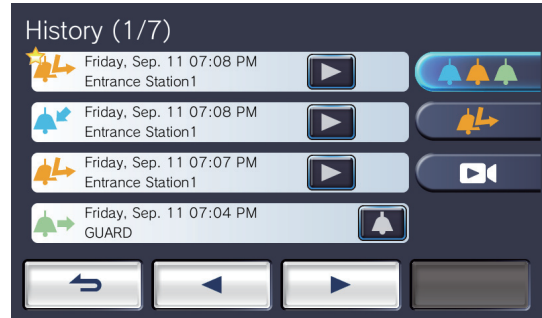 History (1/7)
Friday, Sep. 11 07:08 PM
Entrance Station1
Friday, Sep. 11 07:08 PM
Entrance Station1
Friday, Sep. 11 07:07 PM
Entrance Station1
Friday, Sep. 11 07:04 PM
GUARD